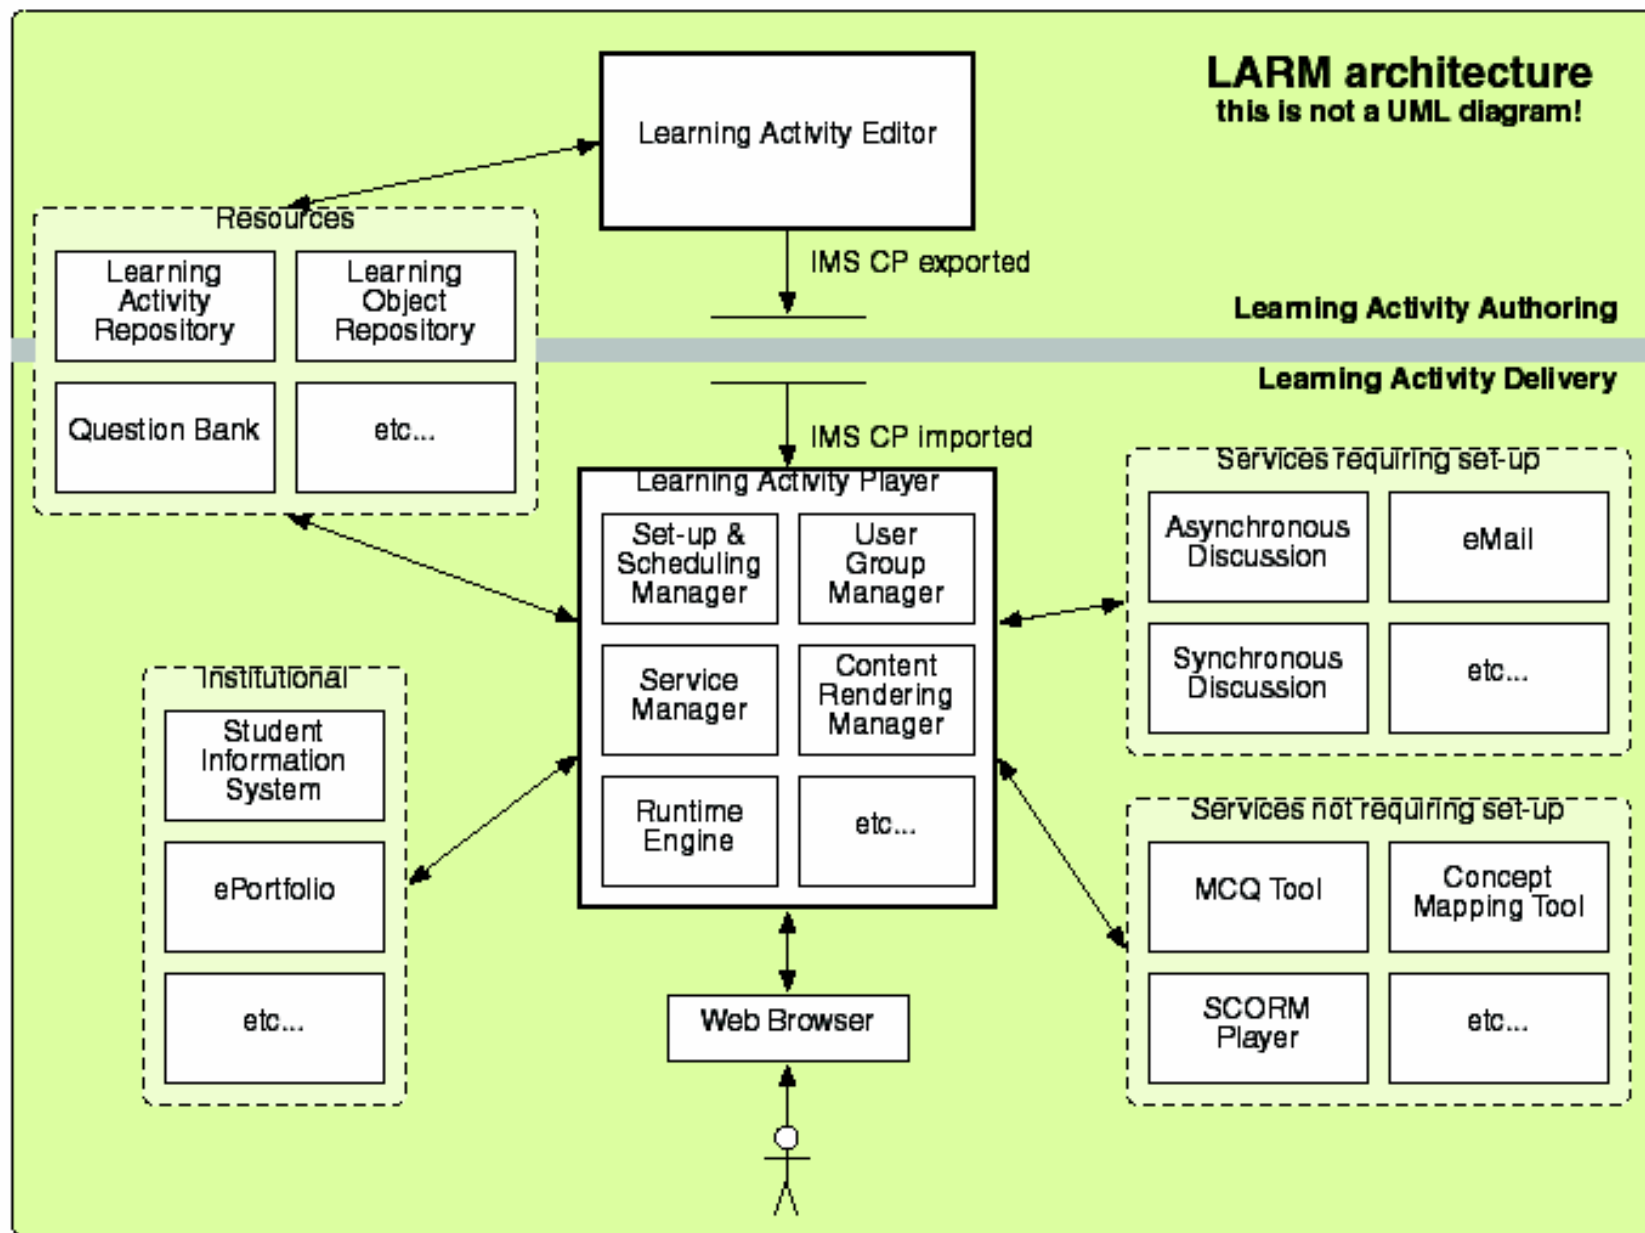 LARM architecture
this is not a UML diagram!
Learning Activity Editor
Resources
Learning
Activity
Repository
Learning
Object
Repository
Question Bank
etc...
IMS CP exported
Learning Activity Authoring
Learning Activity Delivery
IMS CP imported
Learning Activity Player
Set-up &
Scheduling
Manager
User
Group
Manager
Service
Manager
Content
Rendering
Manager
Runtime
Engine
etc...
Services requiring set-up
Asynchronous
Discussion
eMail
Synchronous
Discussion
etc...
Institutional
Student
Information
System
ePortfolio
etc...
Services not requiring set-up
MCQ Tool
Concept
Mapping Tool
SCORM
Player
etc...
Web Browser